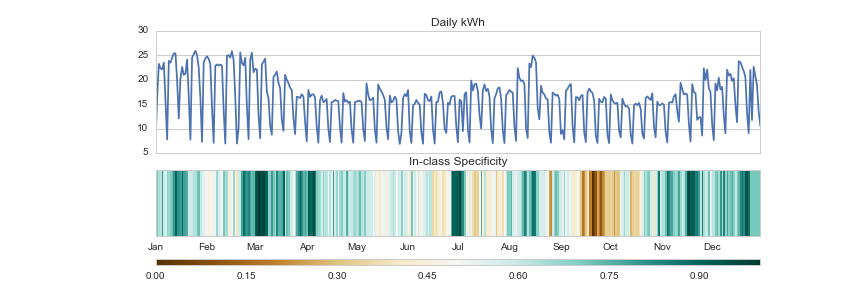 Daily kWh
30
25
20
15
10
5
In-class Specificity
Jan Feb Mar Apr May Jun Jul Aug Sep Oct Nov Dec
0.00 0.15 0.30 0.45 0.60 0.75 0.90